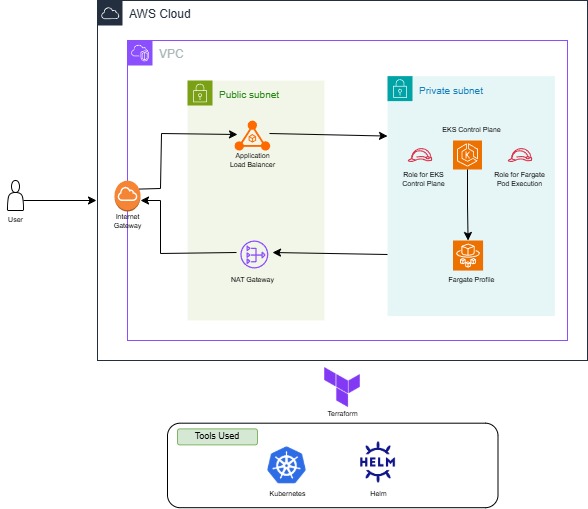 AWS Cloud
VPC
Public subnet
Private subnet
Application
Load Balancer
EKS Control Plane
Role for EKS
Control Plane
Role for Fargate
Pod Execution
User
Internet
Gateway
NAT Gateway
Fargate Profile
Terraform
Tools Used
HELM
Kubernetes
Helm